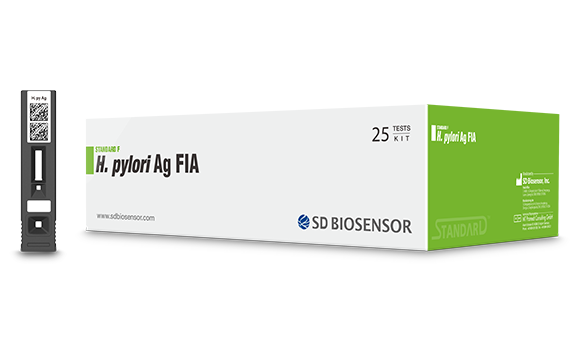 H. py Ag
STANDARD F
H. pylori Ag FIA
25 TESTS
KIT
www.sdbiosensor.com
SD BIOSENSOR
STANDARD F
H. pylori Ag FIA
SD Biosensor, Inc.
STANDARD